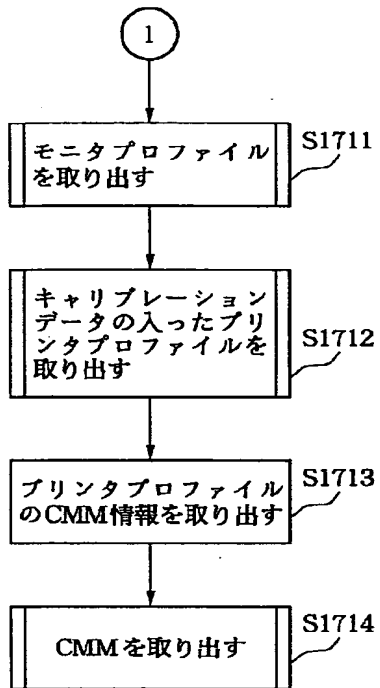 1
モニタプロファイル
を取り出す
S1711
キャリブレーション
データの入ったプリ
ンタプロファイルを
取り出す
S1712
プリンタプロファイル
のCMM情報を取り出す
S1713
CMMを取り出す
S1714